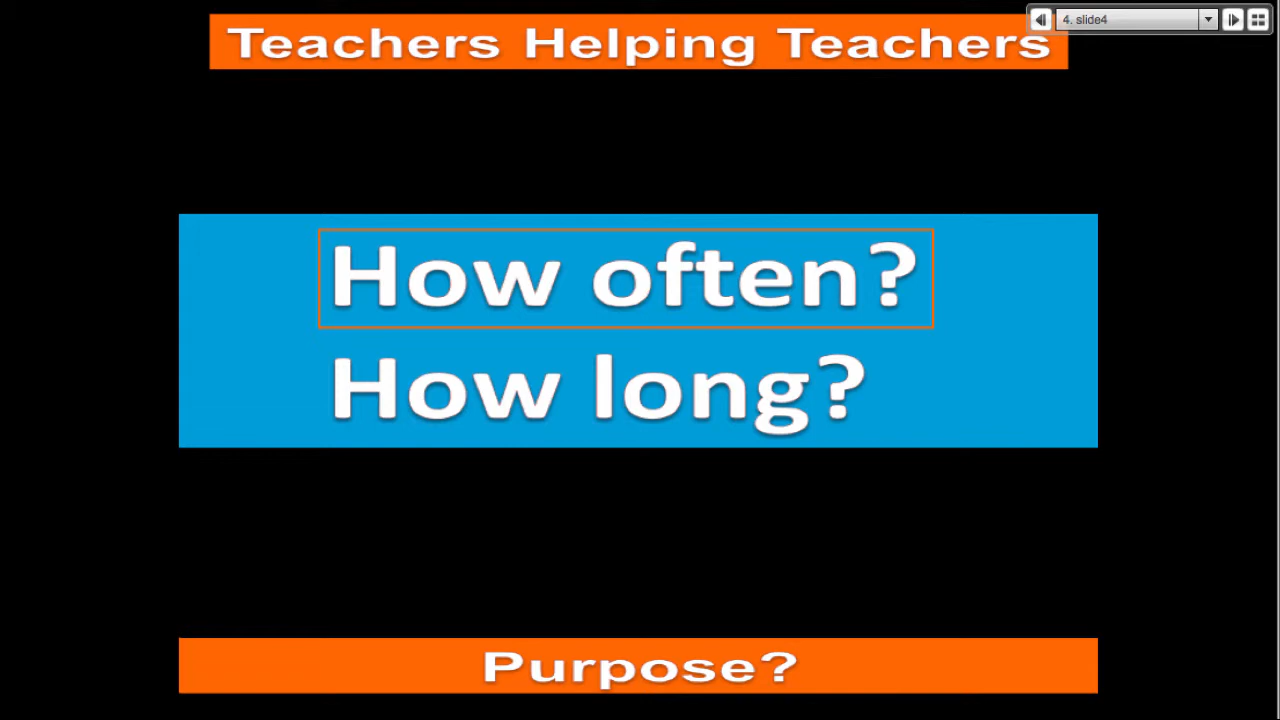 Teachers Helping Teachers
4. slide4
How often?
How long?
Purpose?